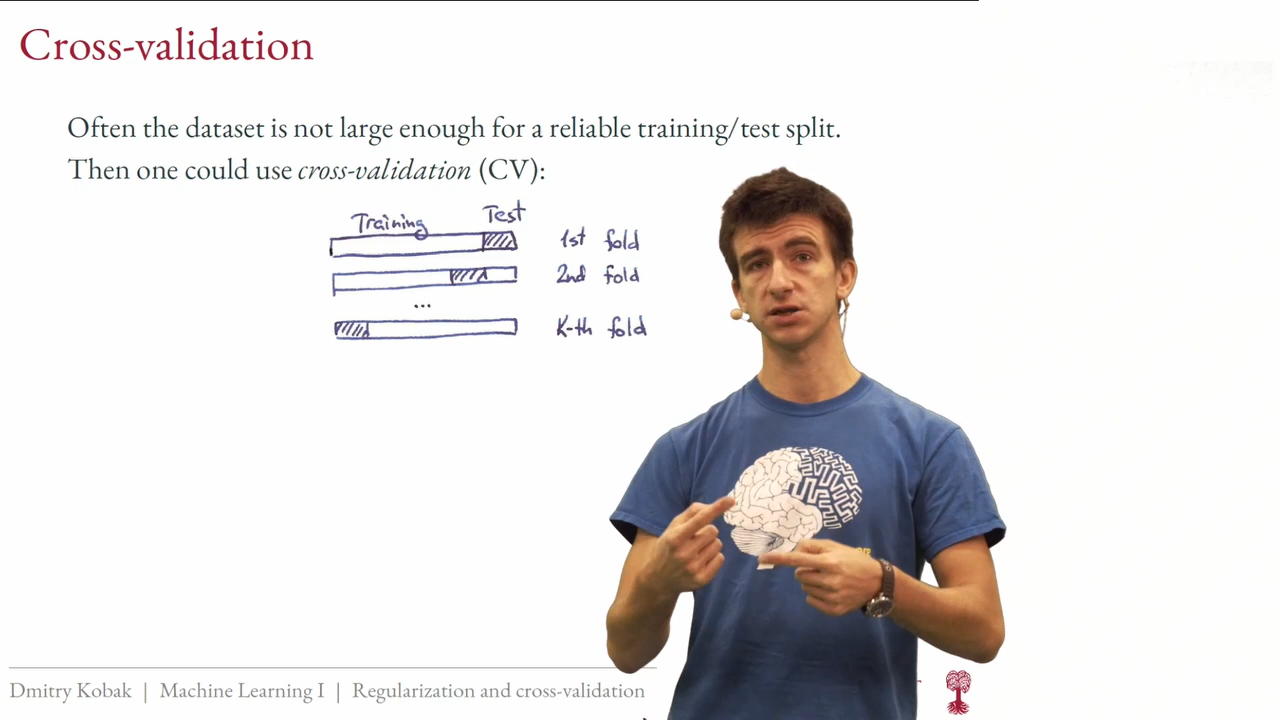 Cross-validation
Often the dataset is not large enough for a reliable training/test split.
Then one could use cross-validation (CV):
Training Test
1st fold
2nd fold
...
K-th fold
Dmitry Kobak | Machine Learning I | Regularization and cross-validation